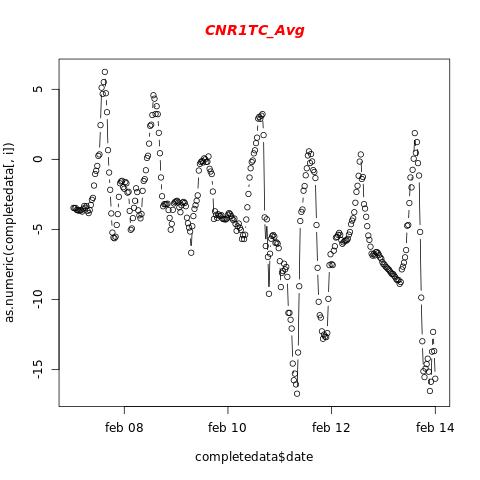 CNR1TC_Avg
as.numeric(completedata[, i])
5
0
-5
-10
-15
feb 08
feb 10
feb 12
feb 14
completedata$date